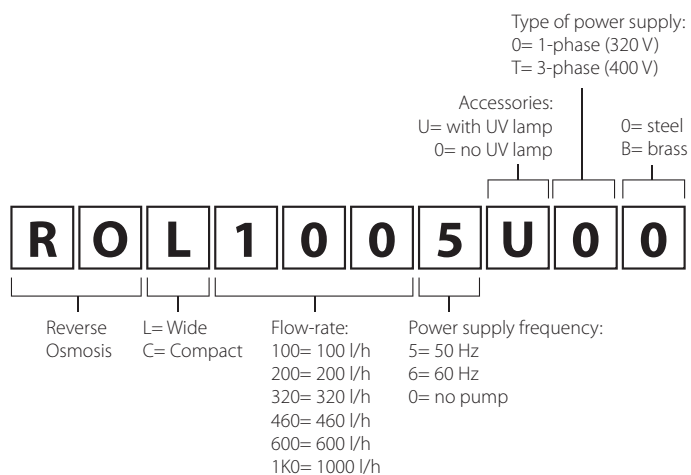 Type of power supply:
0= 1-phase (320 V)
T= 3-phase (400 V)
Accessories:
U= with UV lamp
0= no UV lamp
0= steel
B= brass
R O L 1 0 0 5 U 0 0
Reverse
Osmosis
L= Wide
C= Compact
Flow-rate:
100= 100 l/h
200= 200 l/h
320= 320 l/h
460= 460 l/h
600= 600 l/h
1K0= 1000 l/h
Power supply frequency:
5= 50 Hz
6= 60 Hz
0= no pump